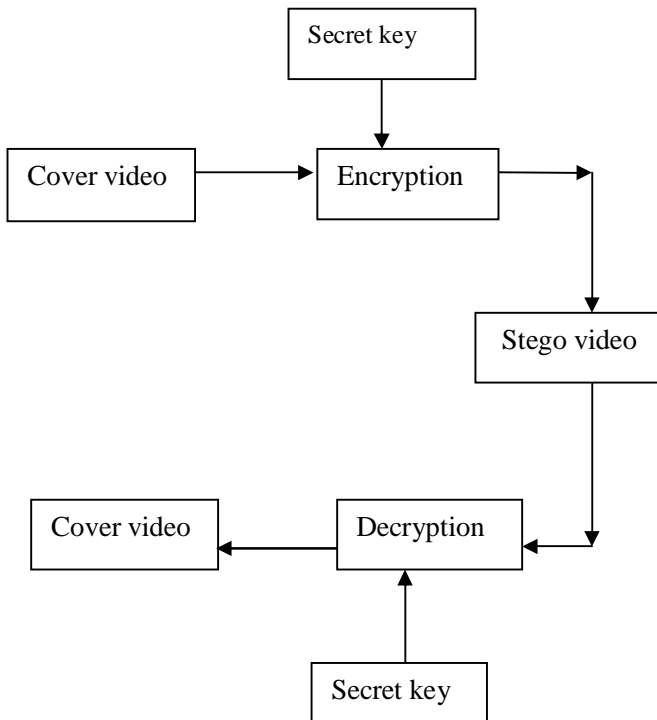 Secret key
Cover video
Encryption
Stego video
Cover video
Decryption
Secret key